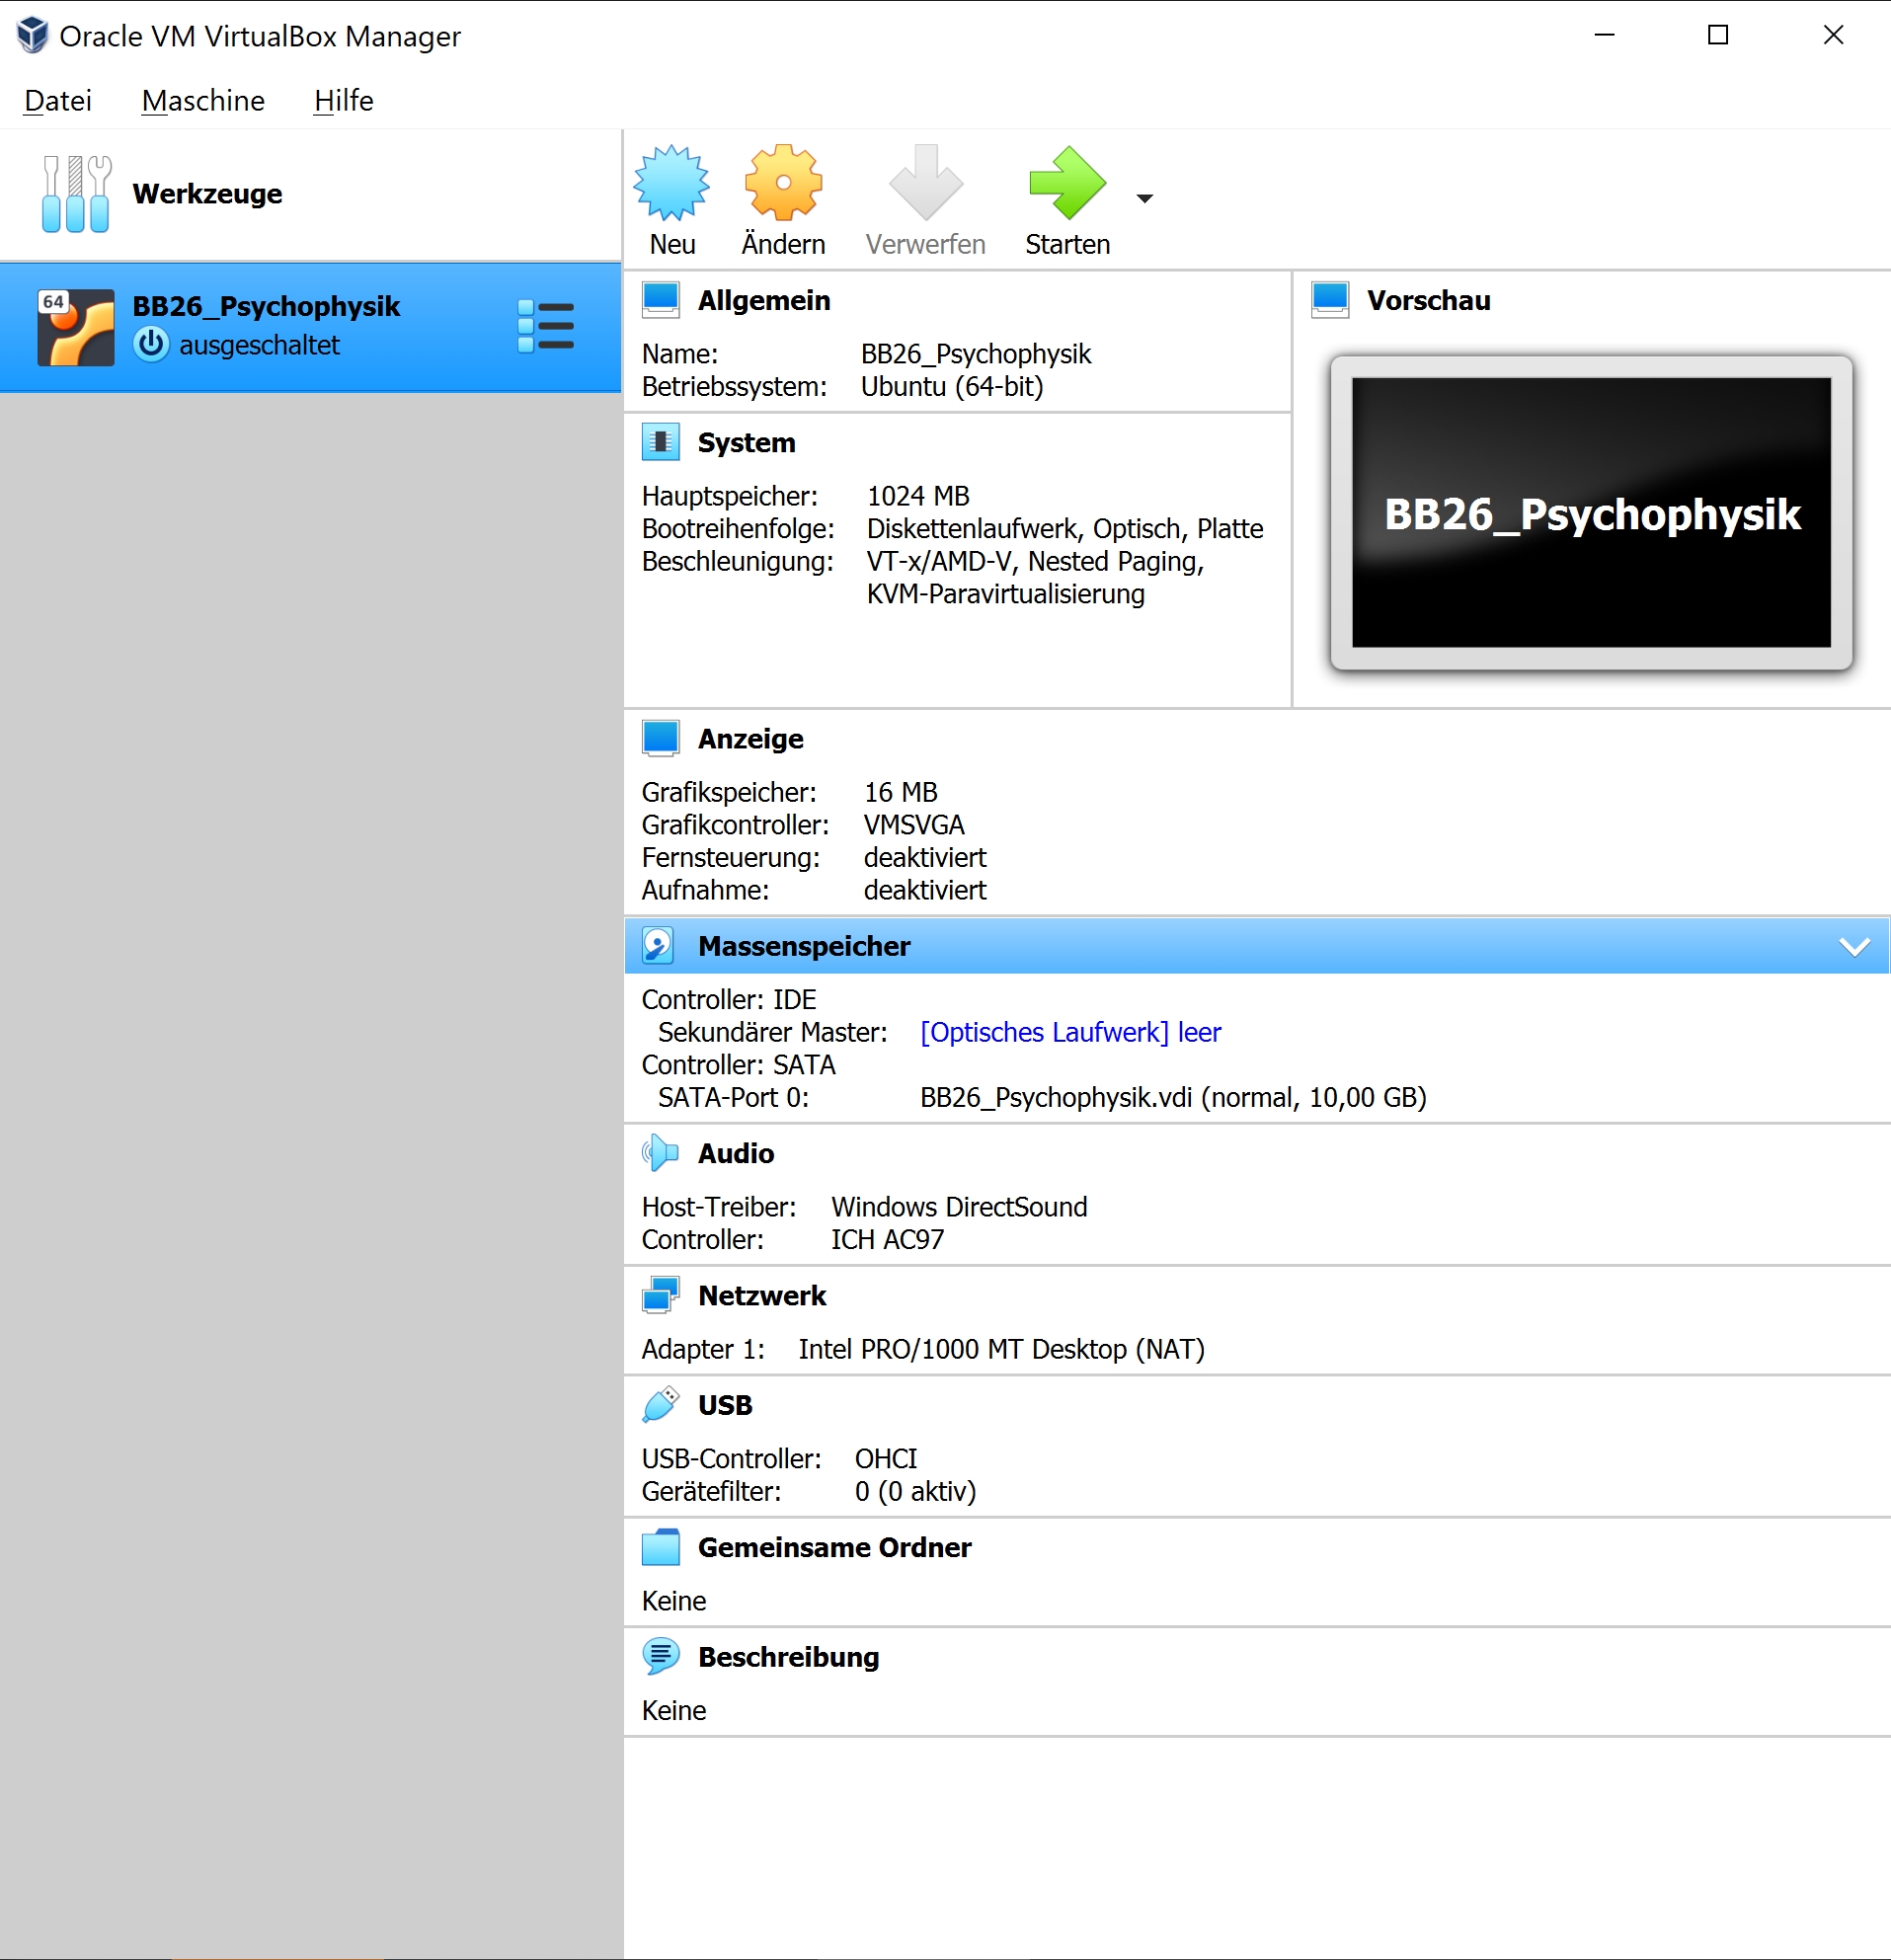 Oracle VM VirtualBox Manager
Datei Maschine Hilfe
Werkzeuge
64
BB26_Psychophysik
ausgeschaltet
Neu Ändern Verwerfen Starten
Allgemein
Name: BB26_Psychophysik
Betriebssystem: Ubuntu (64-bit)
System
Hauptspeicher: 1024 MB
Bootreihenfolge: Diskettenlaufwerk, Optisch, Platte
Beschleunigung: VT-x/AMD-V, Nested Paging,
KVM-Paravirtualisierung
Vorschau
BB26_Psychophysik
Anzeige
Grafikspeicher: 16 MB
Grafikcontroller: VMSVGA
Fernsteuerung: deaktiviert
Aufnahme: deaktiviert
Massenspeicher
Controller: IDE
Sekundärer Master: [Optisches Laufwerk] leer
Controller: SATA
SATA-Port 0: BB26_Psychophysik.vdi (normal, 10,00 GB)
Audio
Host-Treiber: Windows DirectSound
Controller: ICH AC97
Netzwerk
Adapter 1: Intel PRO/1000 MT Desktop (NAT)
USB
USB-Controller: OHCI
Gerätefilter: 0 (0 aktiv)
Gemeinsame Ordner
Keine
Beschreibung
Keine